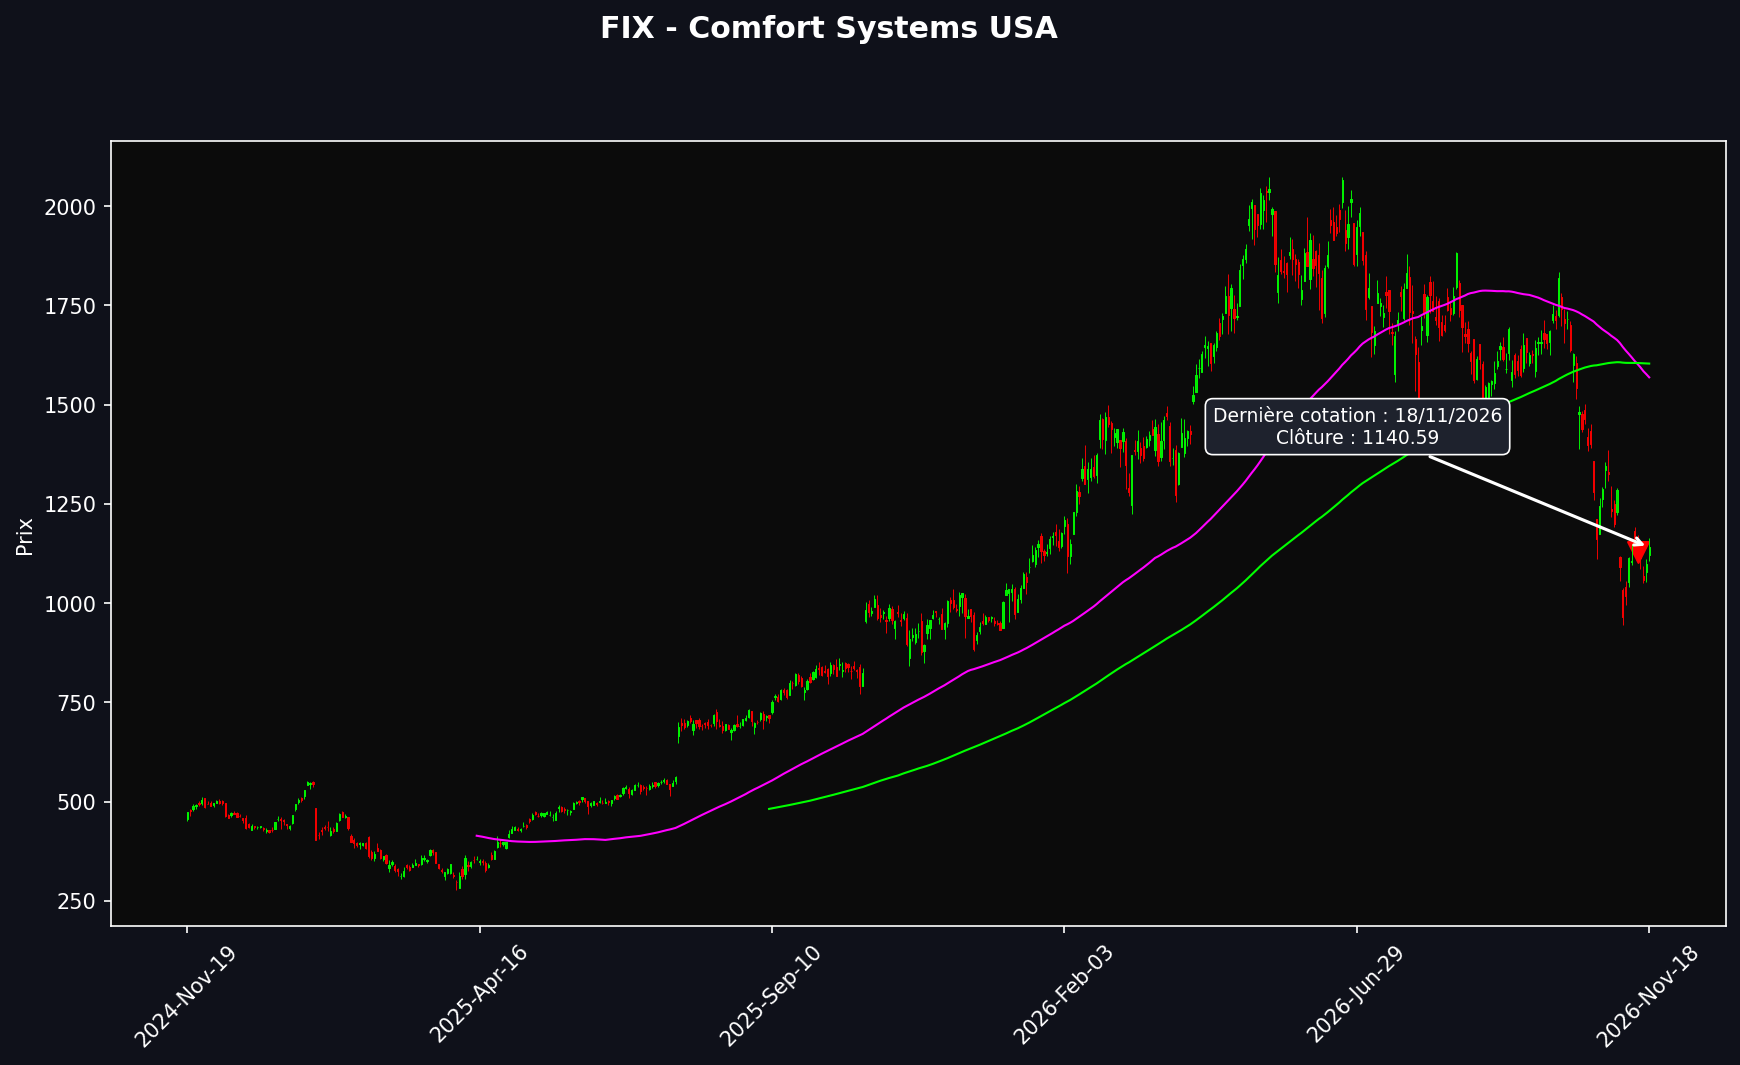 FIX - Comfort Systems USA
Prix
2000
1750
1500
1250
1000
750
500
250
Dernière cotation : 18/11/2026
Clôture : 1140.59
2024-Nov-19
2025-Apr-16
2025-Sep-10
2026-Feb-03
2026-Jun-29
2026-Nov-18